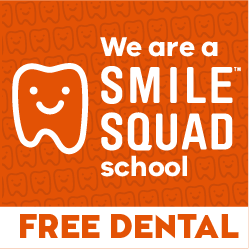 We are a
SMILE™
SQUAD
school
FREE DENTAL